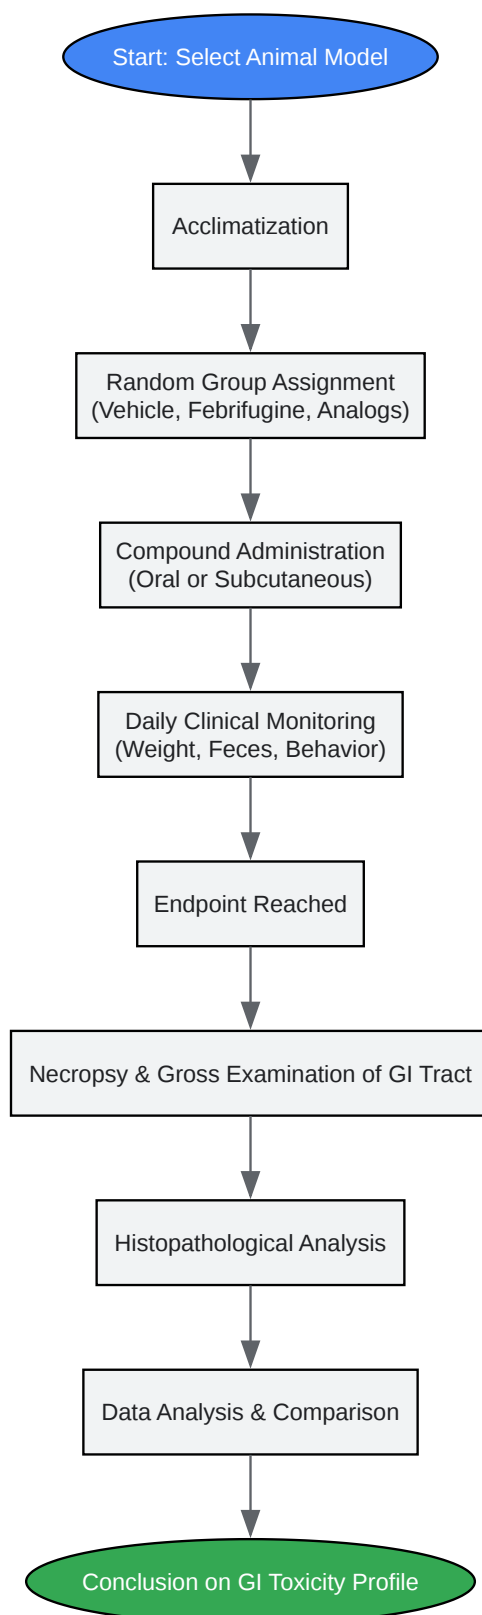 Start: Select Animal Model
Acclimatization
Random Group Assignment
(Vehicle, Febrifugine, Analogs)
Compound Administration
(Oral or Subcutaneous)
Daily Clinical Monitoring
(Weight, Feces, Behavior)
Endpoint Reached
Necropsy & Gross Examination of GI Tract
Histopathological Analysis
Data Analysis & Comparison
Conclusion on GI Toxicity Profile